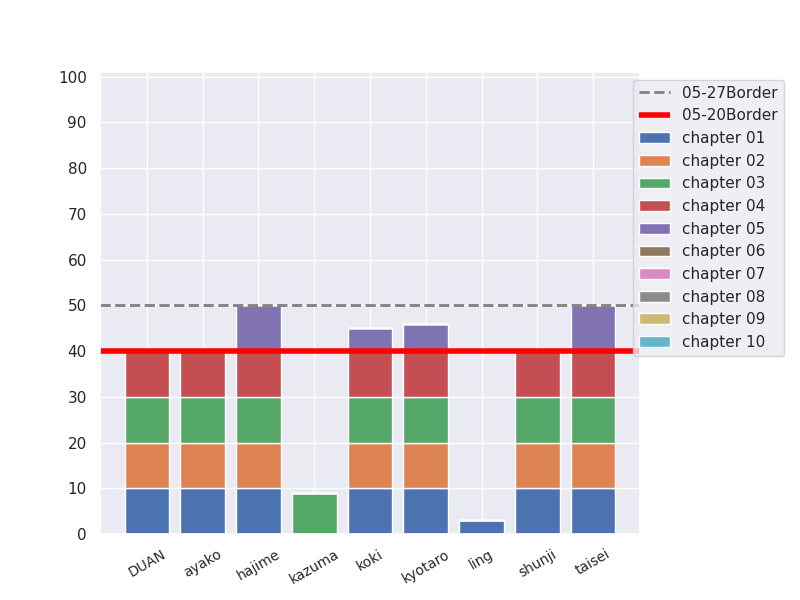 100
90
80
70
60
50
40
30
20
10
0
DUAN
ayako
hajime
kazuma
koki
kyotaro
ling
shunji
taisei
05-27Border
05-20Border
chapter 01
chapter 02
chapter 03
chapter 04
chapter 05
chapter 06
chapter 07
chapter 08
chapter 09
chapter 10